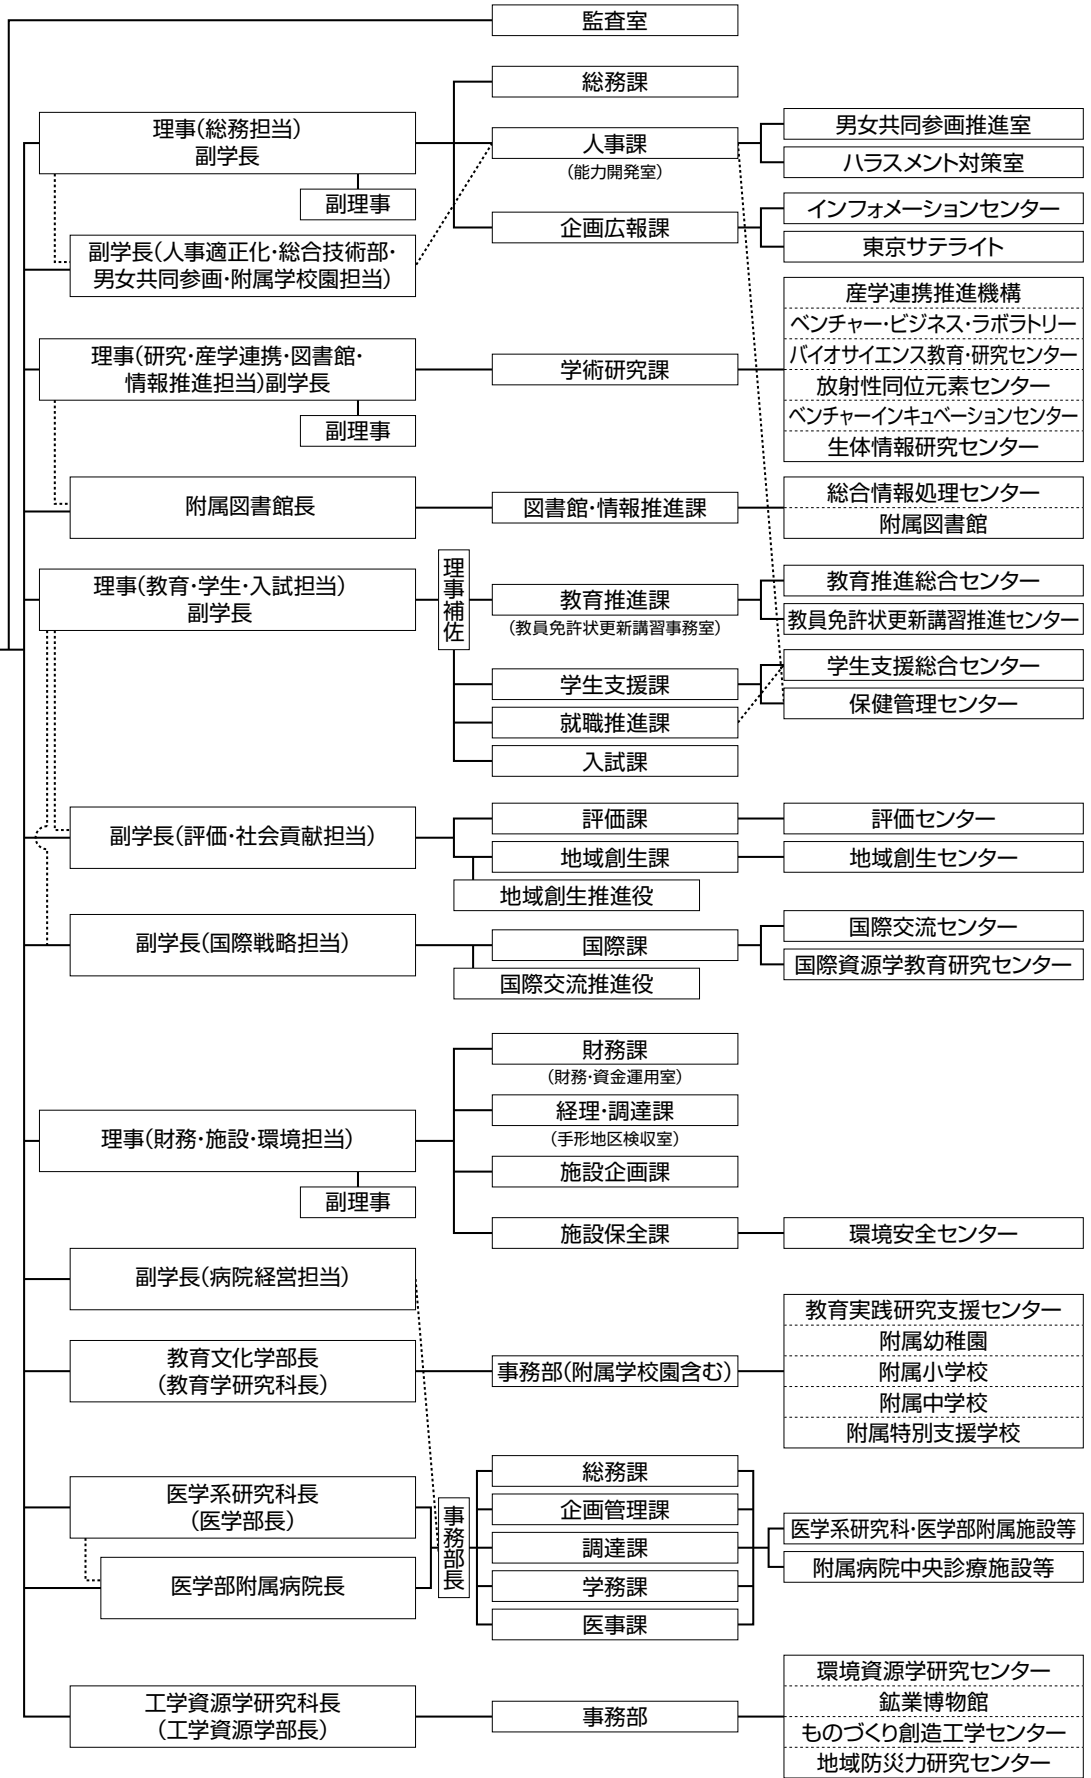 監査室
総務課
理事(総務担当)
副学長
副理事
人事課
(能力開発室)
男女共同参画推進室
ハラスメント対策室
企画広報課
インフォメーションセンター
東京サテライト
副学長(人事適正化・総合技術部・
男女共同参画・附属学校園担当)
理事(研究・産学連携・図書館・
情報推進担当)副学長
副理事
学術研究課
産学連携推進機構
ベンチャー・ビジネス・ラボラトリー
バイオサイエンス教育・研究センター
放射性同位元素センター
ベンチャーインキュベーションセンター
生体情報研究センター
附属図書館長
図書館・情報推進課
総合情報処理センター
附属図書館
理事(教育・学生・入試担当)
副学長
理事補佐
教育推進課
(教員免許状更新講習事務室)
教育推進総合センター
教員免許状更新講習推進センター
学生支援課
学生支援総合センター
保健管理センター
就職推進課
入試課
副学長(評価・社会貢献担当)
評価課
評価センター
地域創生課
地域創生センター
地域創生推進役
副学長(国際戦略担当)
国際課
国際交流センター
国際資源学教育研究センター
国際交流推進役
理事(財務・施設・環境担当)
副理事
財務課
(財務・資金運用室)
経理・調達課
(手形地区検収室)
施設企画課
施設保全課
環境安全センター
副学長(病院経営担当)
教育文化学部長
(教育学研究科長)
事務部(附属学校園含む)
教育実践研究支援センター
附属幼稚園
附属小学校
附属中学校
附属特別支援学校
医学系研究科長
(医学部長)
医学部附属病院長
事務部長
総務課
企画管理課
調達課
学務課
医事課
医学系研究科・医学部附属施設等
附属病院中央診療施設等
工学資源学研究科長
(工学資源学部長)
事務部
環境資源学研究センター
鉱業博物館
ものづくり創造工学センター
地域防災力研究センター